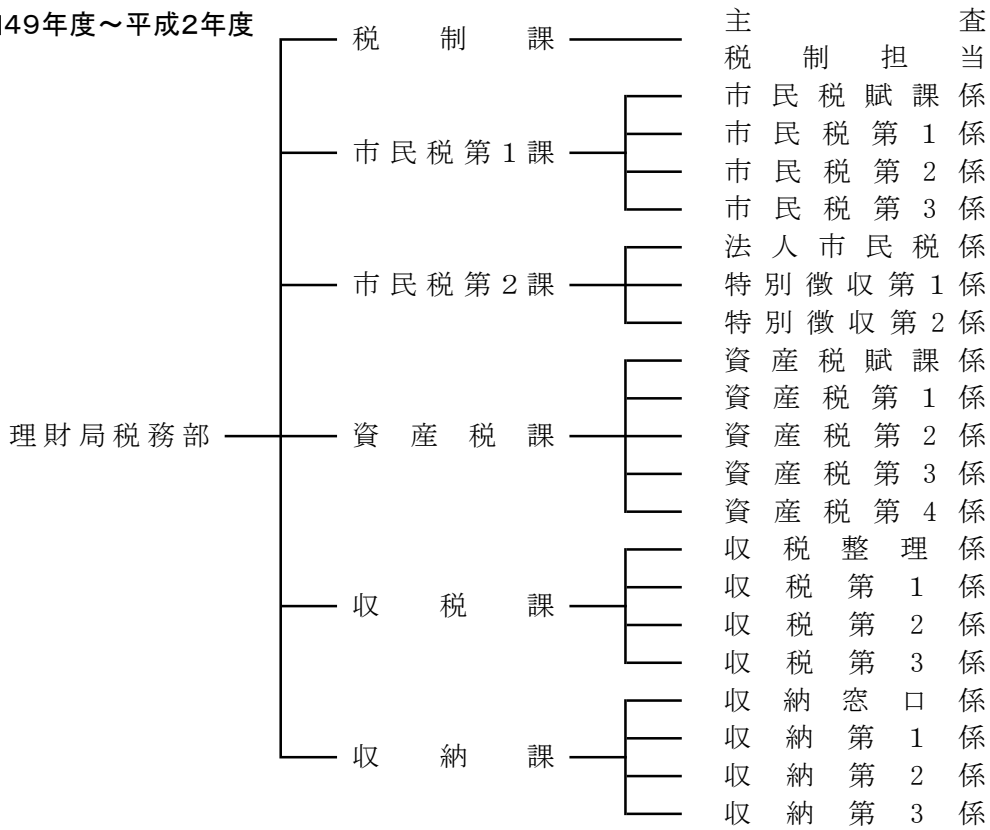 49年度～平成2年度
税制課
主査
税制担当
市民税第1課
市民税賦課係
市民税第1係
市民税第2係
市民税第3係
市民税第2課
法人市民税係
特別徴収第1係
特別徴収第2係
理財局税務部
資産税課
資産税賦課係
資産税第1係
資産税第2係
資産税第3係
資産税第4係
収税課
収税整理係
収税第1係
収税第2係
収税第3係
収納課
収納窓口係
収納第1係
収納第2係
収納第3係